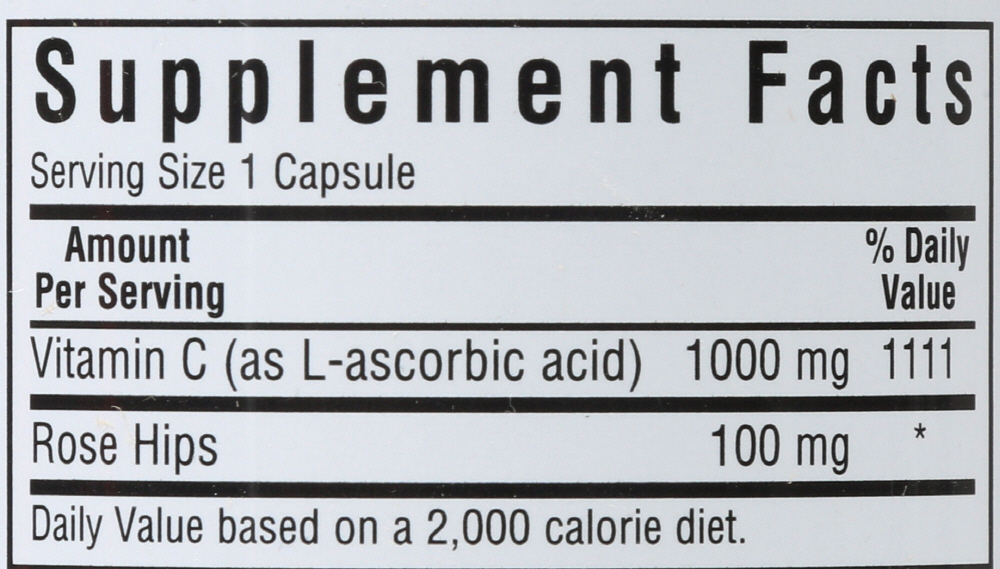 Supplement Facts
Serving Size 1 Capsule
Amount Per Serving % Daily Value
Vitamin C (as L-ascorbic acid) 1000 mg 1111
Rose Hips 100 mg *
Daily Value based on a 2,000 calorie diet.